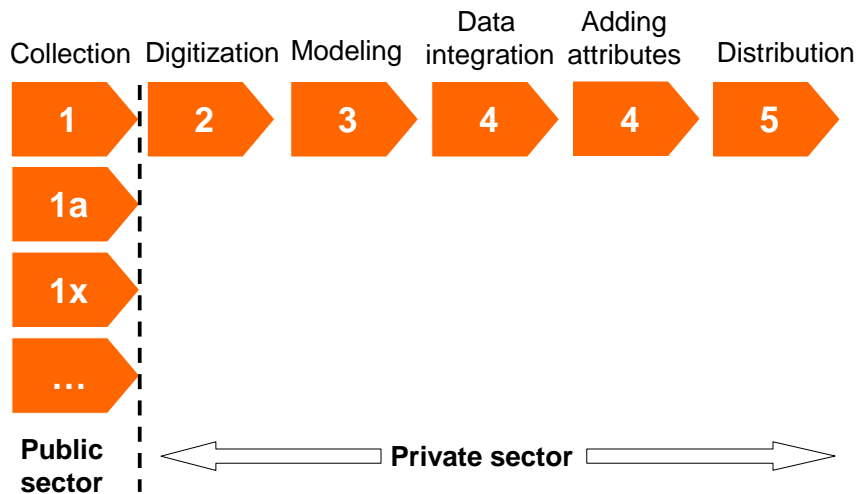 Data
Adding
Collection
Digitization
Modeling
integration
attributes
Distribution
1
2
3
4
4
5
1a
1x
...
Public
sector
Private sector